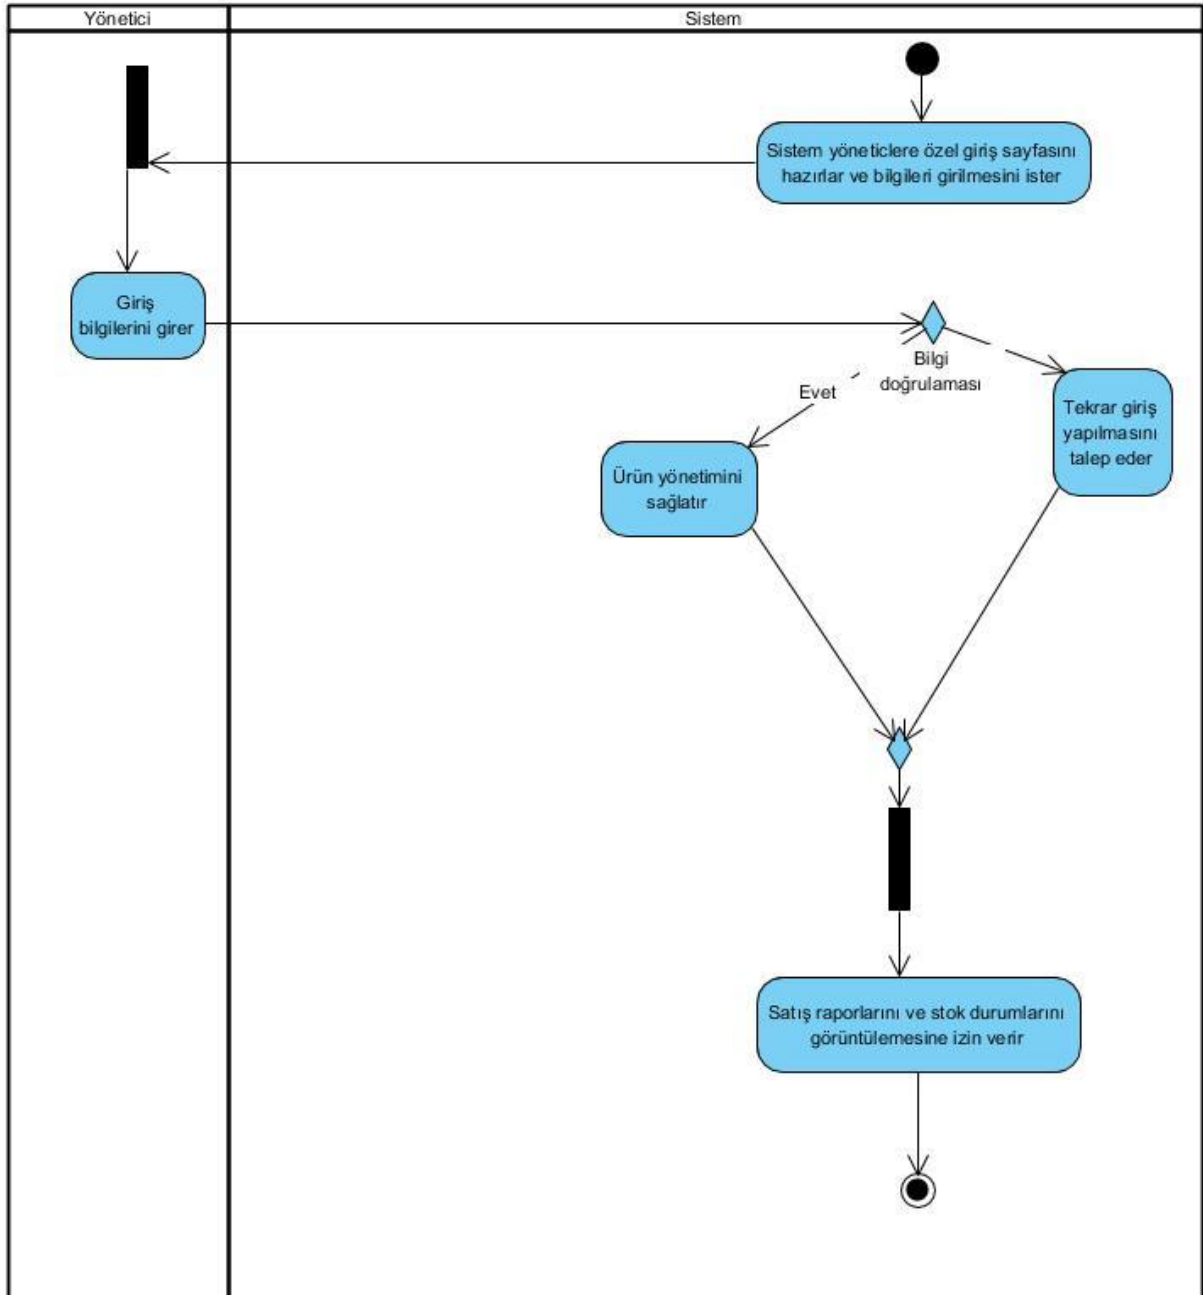 Yönetici
Sistem
Sistem yöneticlere özel giriş sayfasını
hazırlar ve bilgileri girilmesini ister
Giriş
bilgilerini girer
Bilgi
doğrulaması
Evet
Tekrar giriş
yapılmasını
talep eder
Ürün yönetimini
sağlatır
Satış raporlarını ve stok durumlarını
görüntülemesine izin verir